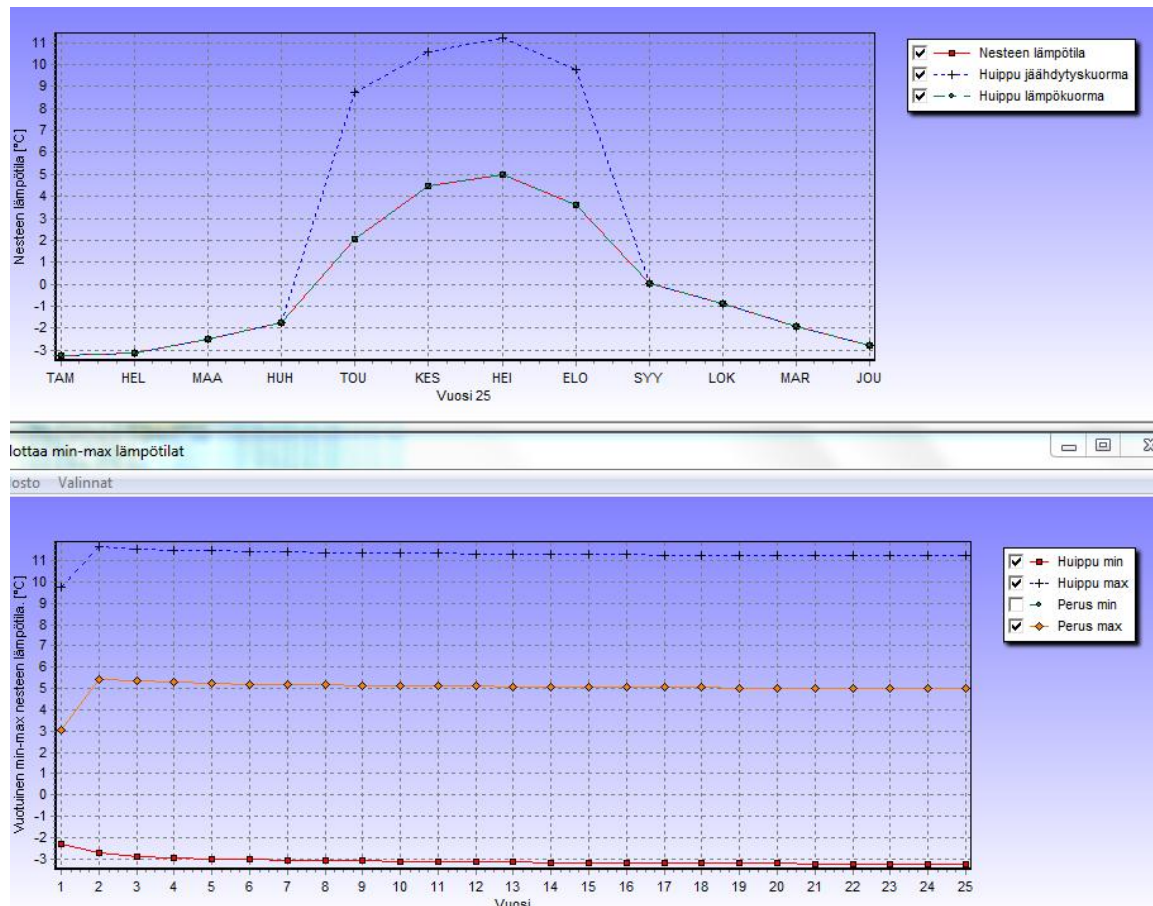 Nesteen lämpötila [°C]
11
10
9
8
7
6
5
4
3
2
1
0
-1
-2
-3
TAM HEL MAA HUH TOU KES HEI ELO SYY LOK MAR JOU
Vuosi 25
Nesteen lämpötila
Huippu jäähdytyskuorma
Huippu lämpökuorma
lottaa min-max lämpötilat
osto Valinnat
Vuotuinen min-max nesteen lämpötila. [°C]
11
10
9
8
7
6
5
4
3
2
1
0
-1
-2
-3
1 2 3 4 5 6 7 8 9 10 11 12 13 14 15 16 17 18 19 20 21 22 23 24 25
Vuosi
Huippu min
Huippu max
Perus min
Perus max